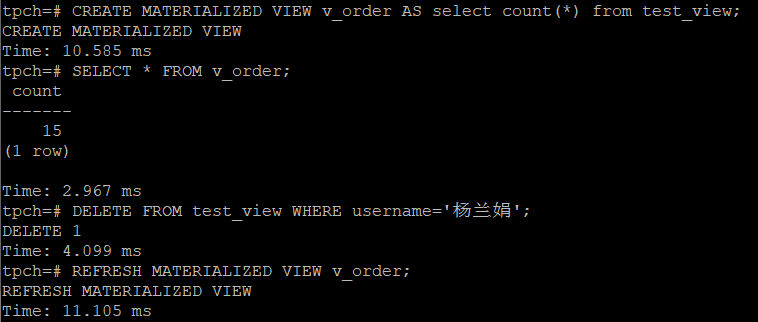 tpch=# CREATE MATERIALIZED VIEW v_order AS select count(*) from test_view;
CREATE MATERIALIZED VIEW
Time: 10.585 ms
tpch=# SELECT * FROM v_order;
 count
-------
    15
(1 row)

Time: 2.967 ms
tpch=# DELETE FROM test_view WHERE username='杨兰娟';
DELETE 1
Time: 4.099 ms
tpch=# REFRESH MATERIALIZED VIEW v_order;
REFRESH MATERIALIZED VIEW
Time: 11.105 ms